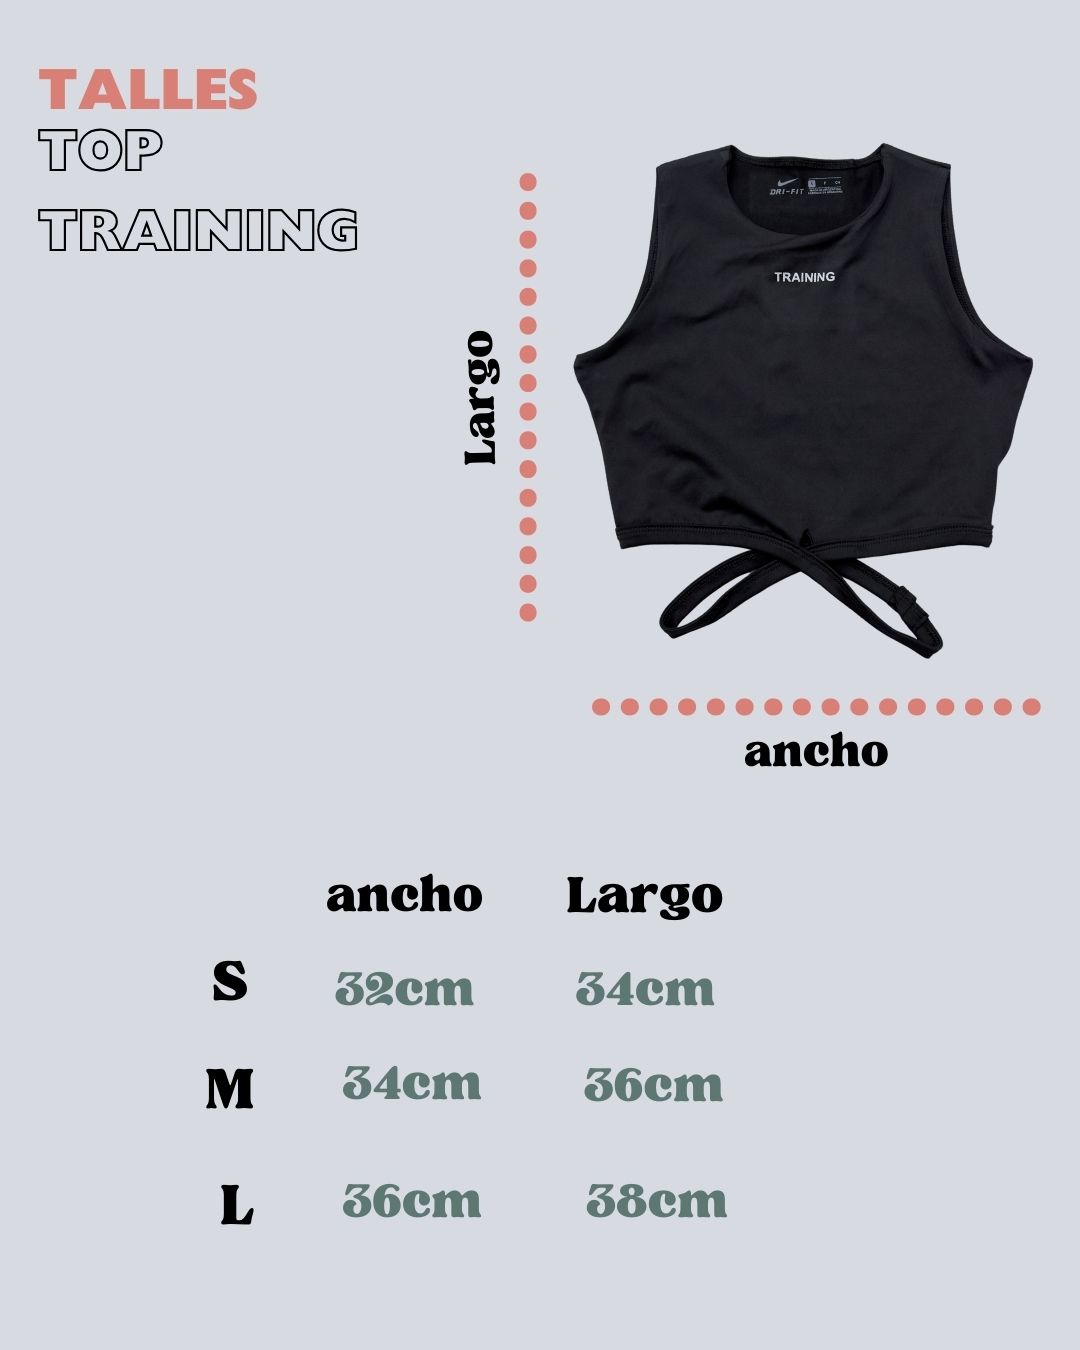 TALLES
TOP
TRAINING
DRI-FIT
TRAINING
Largo
ancho
ancho Largo
S 32cm 34cm
M 34cm 36cm
L 36cm 38cm